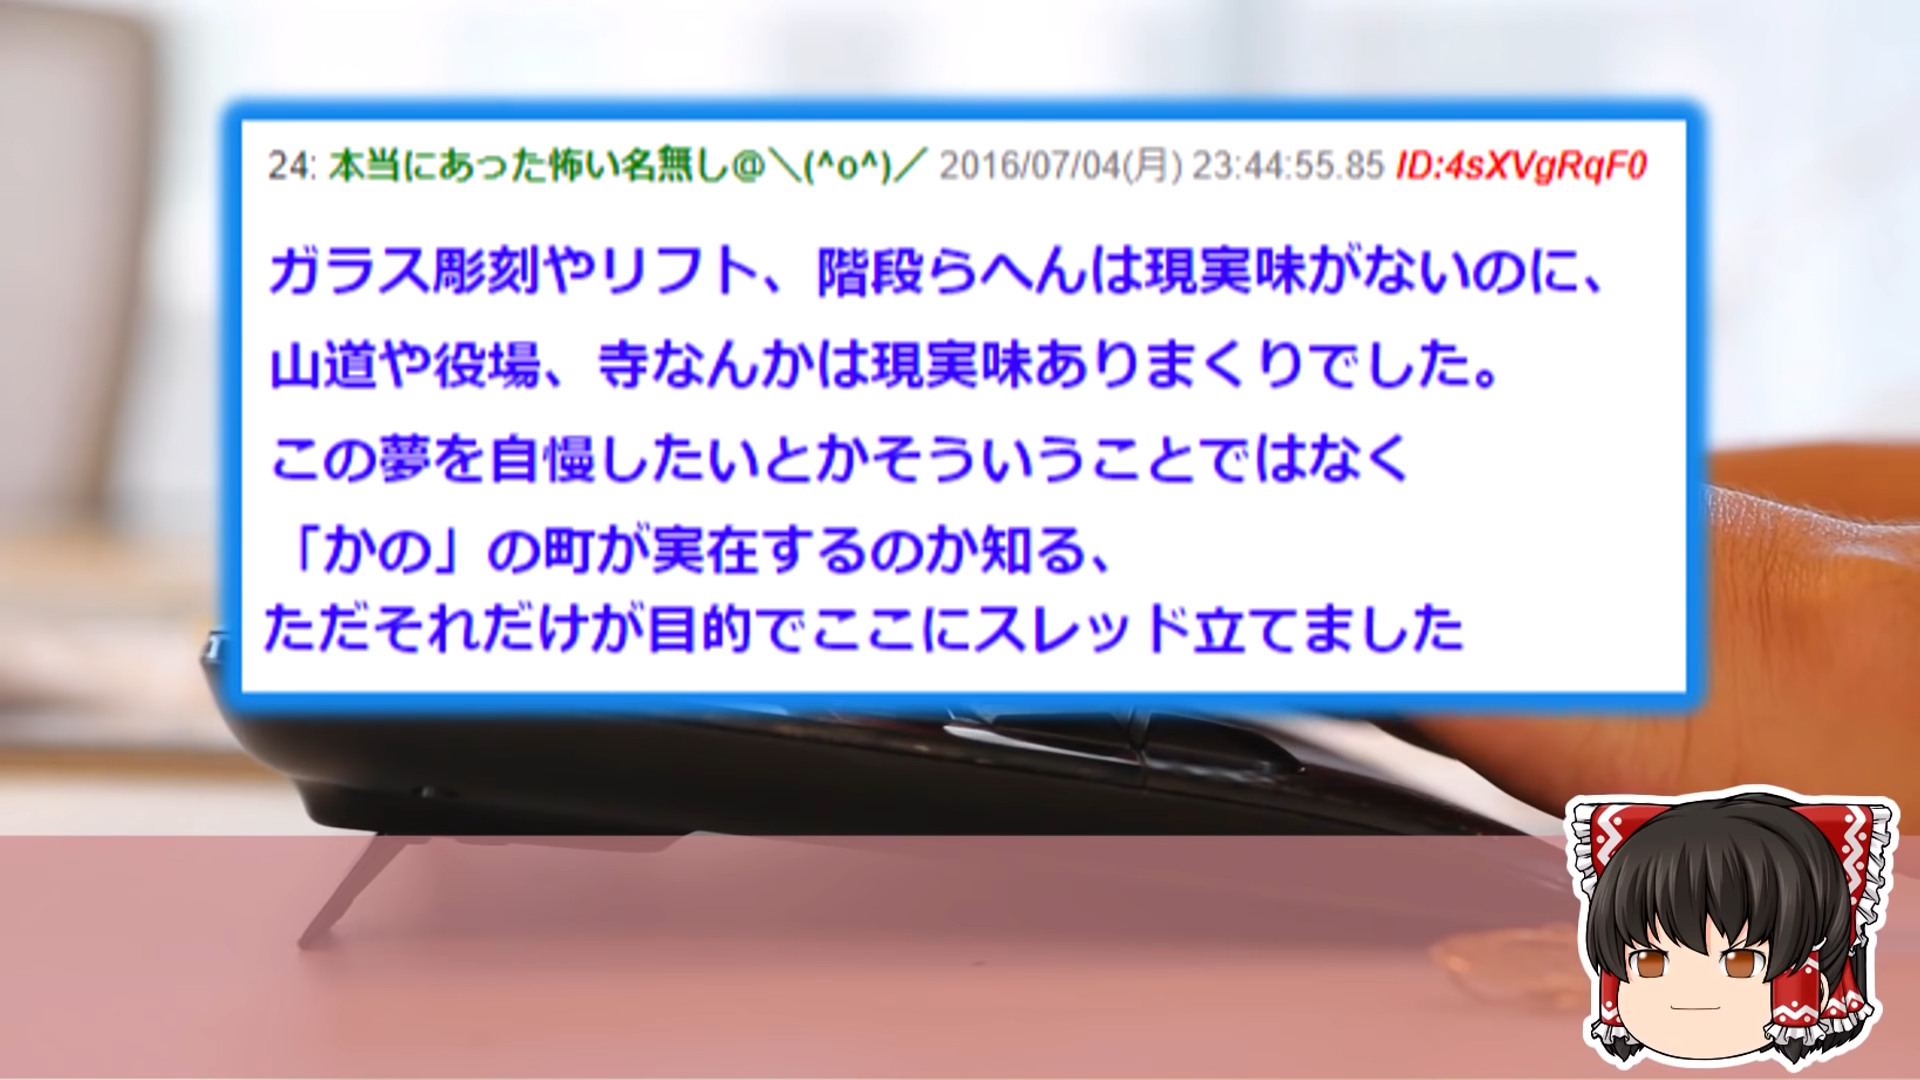 24: 本当にあった怖い名無し@＼(^o^)／ 2016/07/04(月) 23:44:55.85 ID:4sXVgRqF0
ガラス彫刻やリフト、階段らへんは現実味がないのに、
山道や役場、寺なんかは現実味ありまくりでした。
この夢を自慢したいとかそういうことではなく
「かの」の町が実在するのか知る、
ただそれだけが目的でここにスレッド立てました